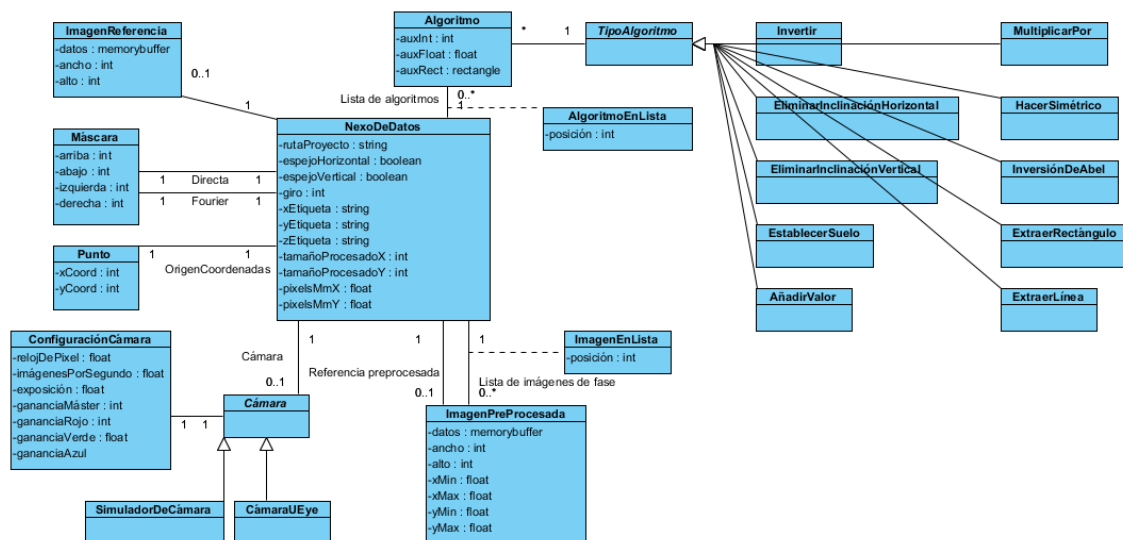 ImagenReferencia
-datos : memorybuffer
-ancho : int
-alto : int
0..1
1
Algoritmo
-auxInt : int
-auxFloat : float
-auxRect : rectangle
*
1
TipoAlgoritmo
Lista de algoritmos
0..*
1
AlgoritmoEnLista
-posición : int
Invertir
MultiplicarPor
EliminarInclinaciónHorizontal
HacerSimétrico
EliminarInclinaciónVertical
InversiónDeAbel
EstablecerSuelo
ExtraerRectángulo
AñadirValor
ExtraerLínea
Máscara
-arriba : int
-abajo : int
-izquierda : int
-derecha : int
1 Directa 1
1 Fourier 1
NexoDeDatos
-rutaProyecto : string
-espejoHorizontal : boolean
-espejoVertical : boolean
-giro : int
-xEtiqueta : string
-yEtiqueta : string
-zEtiqueta : string
-tamañoProcesadoX : int
-tamañoProcesadoY : int
-pixelsMmX : float
-pixelsMmY : float
Punto
-xCoord : int
-yCoord : int
1 1
OrigenCoordenadas
ConfiguraciónCámara
-relojDePixel : float
-imágenesPorSegundo : float
-exposición : float
-gananciaMáster : int
-gananciaRojo : int
-gananciaVerde : float
-gananciaAzul
1 1
1
Cámara
0..1
Cámara
SimuladorDeCámara
CámaraUEye
1
Referencia preprocesada
0..1
1
ImagenEnLista
-posición : int
Lista de imágenes de fase
0..*
ImagenPreProcesada
-datos : memorybuffer
-ancho : int
-alto : int
-xMin : float
-xMax : float
-yMin : float
-yMax : float